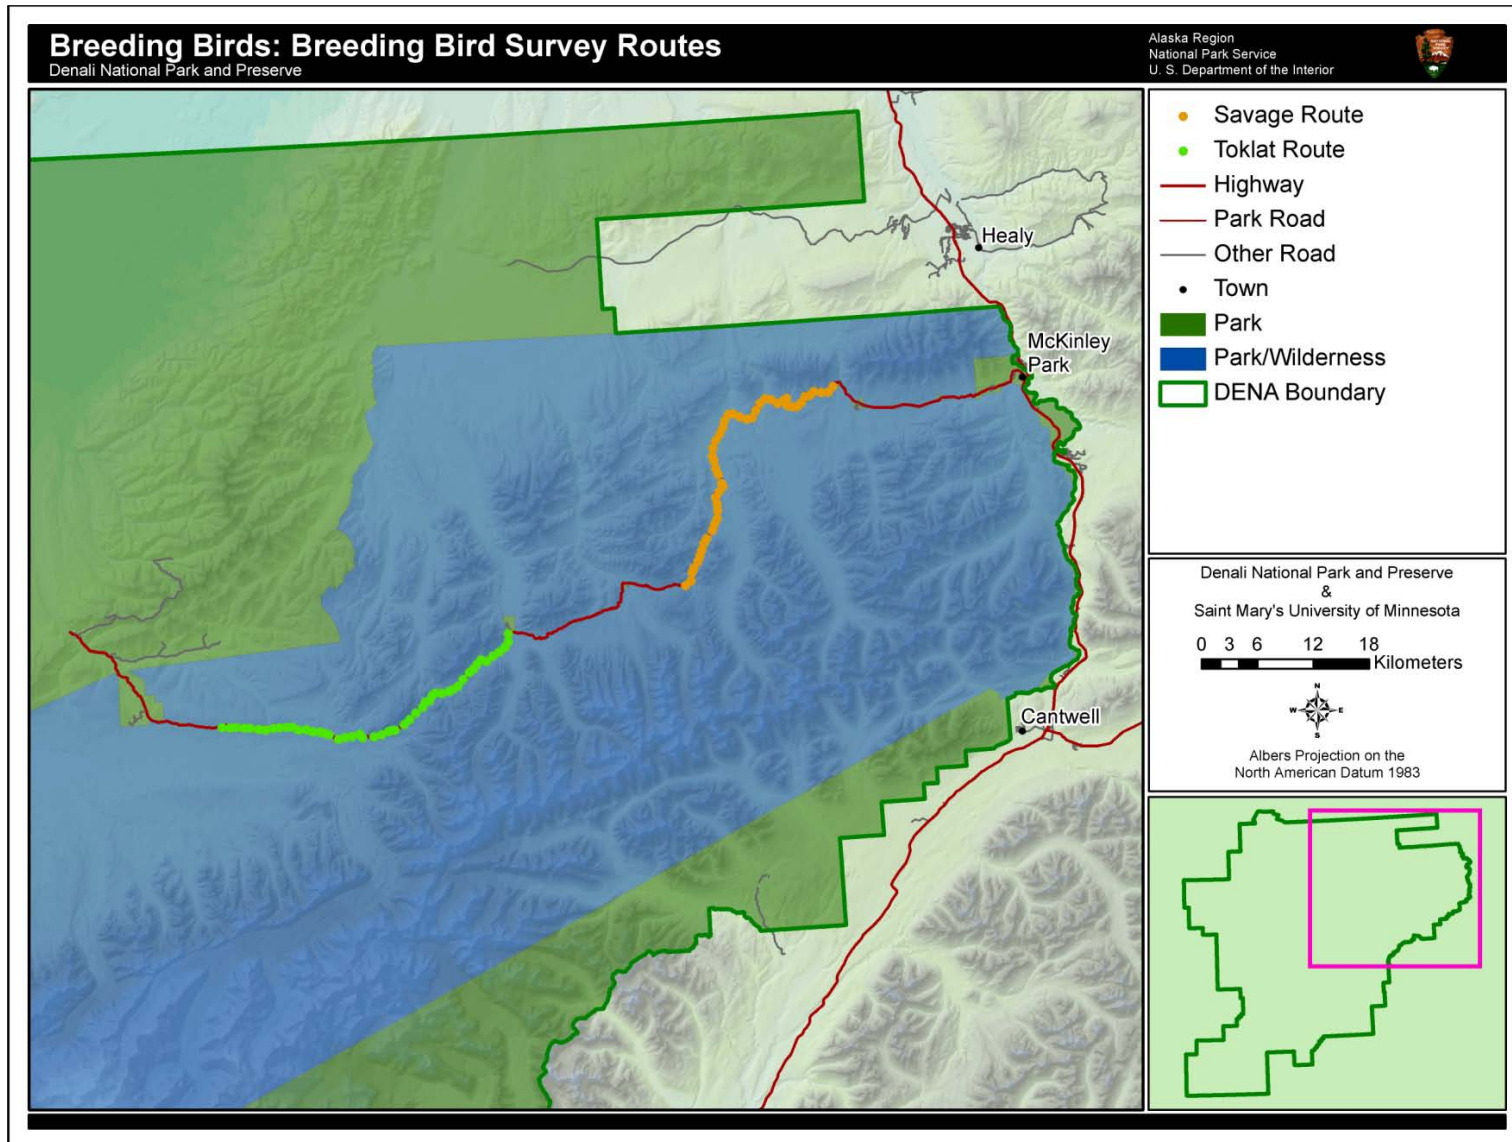 Breeding Birds: Breeding Bird Survey Routes
Denali National Park and Preserve
Alaska Region
National Park Service
U. S. Department of the Interior
Healy
McKinley
Park
Cantwell
Savage Route
Toklat Route
Highway
Park Road
Other Road
Town
Park
Park/Wilderness
DENA Boundary
Denali National Park and Preserve
&
Saint Mary's University of Minnesota
0 3 6 12 18
Kilometers
N
W E
S
Albers Projection on the
North American Datum 1983